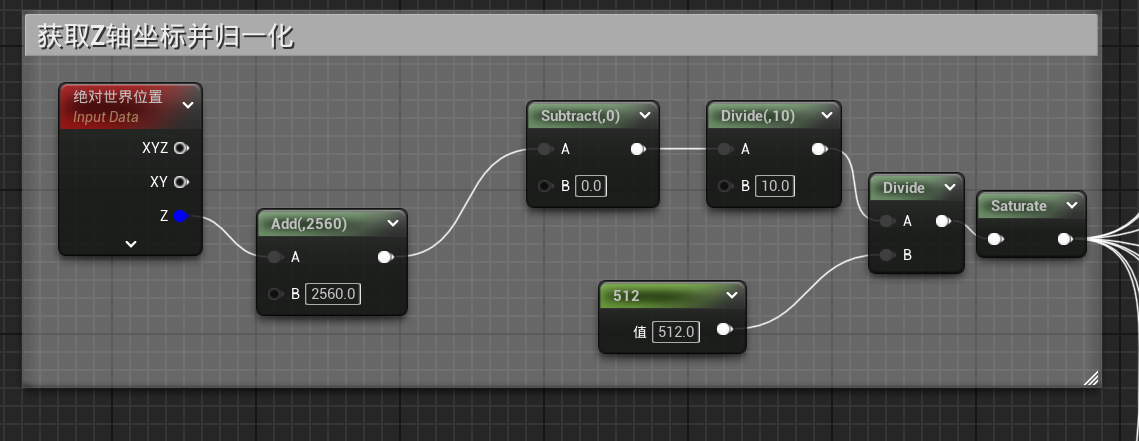 获取Z轴坐标并归一化
绝对世界位置
Input Data
XYZ
XY
Z
Add(,2560)
A
B 2560.0
Subtract(,0)
A
B 0.0
Divide(,10)
A
B 10.0
512
值 512.0
Divide
A
B
Saturate